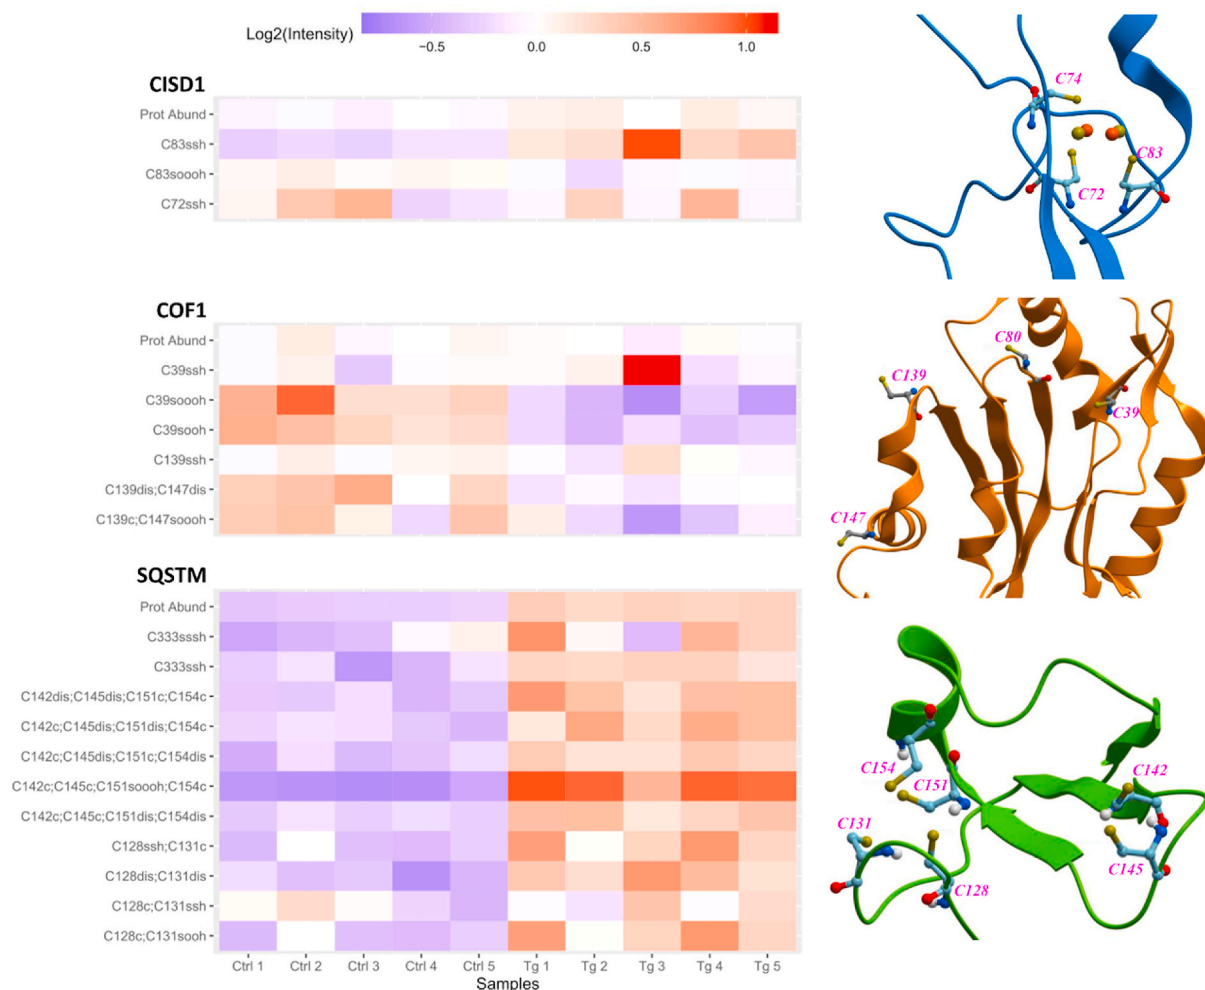 Log2(Intensity)
−0.5
0.0
0.5
1.0
CISD1
Prot Abund
C83ssh
C83soooh
C72ssh
C74
C83
C72
COF1
Prot Abund
C39ssh
C39soooh
C39sooh
C139ssh
C139dis;C147dis
C139c;C147soooh
C80
C139
C39
C147
SQSTM
Prot Abund
C333sssh
C333ssh
C142dis;C145dis;C151c;C154c
C142c;C145dis;C151dis;C154c
C142c;C145dis;C151c;C154dis
C142c;C145c;C151soooh;C154c
C142c;C145c;C151dis;C154dis
C128ssh;C131c
C128dis;C131dis
C128c;C131ssh
C128c;C131sooh
C154
C151
C142
C131
C145
C128
Ctrl 1
Ctrl 2
Ctrl 3
Ctrl 4
Ctrl 5
Tg 1
Tg 2
Tg 3
Tg 4
Tg 5
Samples